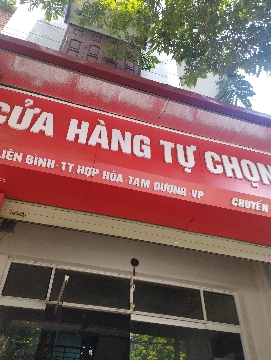 CỬA HÀNG TỰ CHỌN
LIÊN BÌNH - TT HỢP HÒA TAM DƯƠNG - VP
CHUYÊN